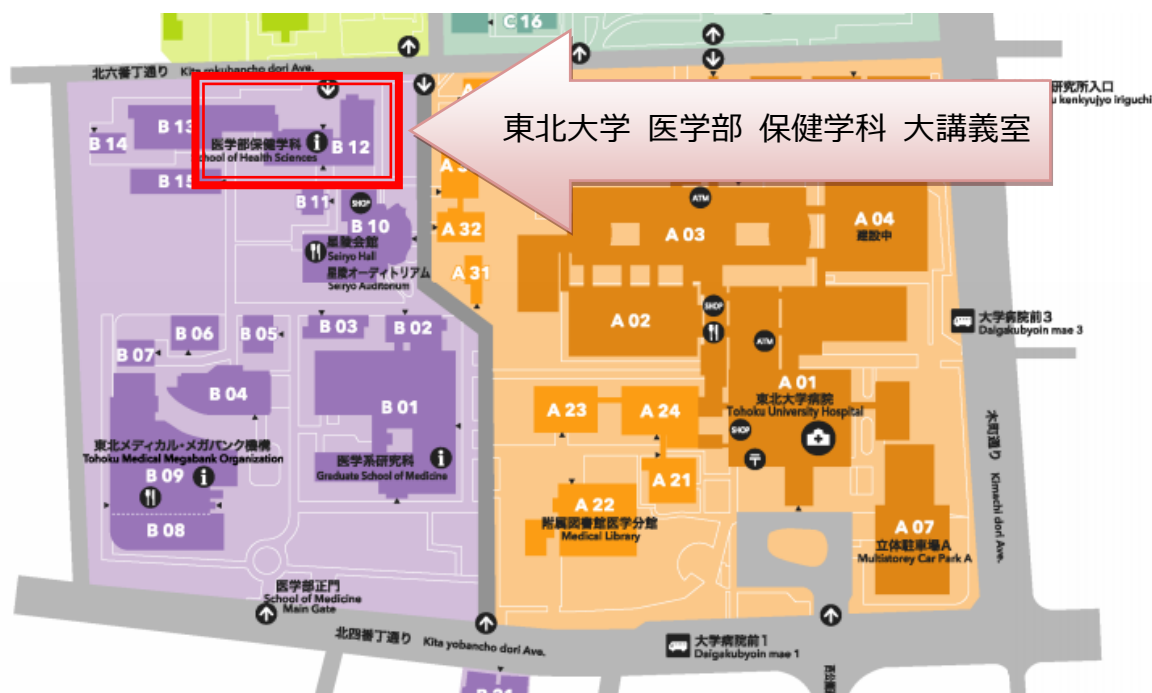 C 16
北六番丁通り Kita rokubancho dori Ave.
研究所入口
u kenkyujyo iriguchi
東北大学 医学部 保健学科 大講義室
B 13
B 14
医学部保健学科
School of Health Sciences
B 12
B 15
B 11
SHOP
B 10
星陵会館
Seiryo Hall
星陵オーディトリアム
Seiryo Auditorium
A 32
A 31
ATM
A 03
A 04
建設中
A 02
SHOP
ATM
大学病院前3
Daigakubyoin mae 3
B 06
B 05
B 03
B 02
B 07
B 04
B 01
A 23
A 24
A 01
東北大学病院
Tohoku University Hospital
SHOP
〒
木町通り Kimachi dori Ave.
東北メディカル・メガバンク機構
Tohoku Medical Megabank Organization
B 09
医学系研究科
Graduate School of Medicine
B 08
A 21
A 22
附属図書館医学分館
Medical Library
A 07
立体駐車場A
Multistorey Car Park A
医学部正門
School of Medicine
Main Gate
北四番丁通り Kita yobancho dori Ave.
大学病院前1
Daigakubyoin mae 1
B 21